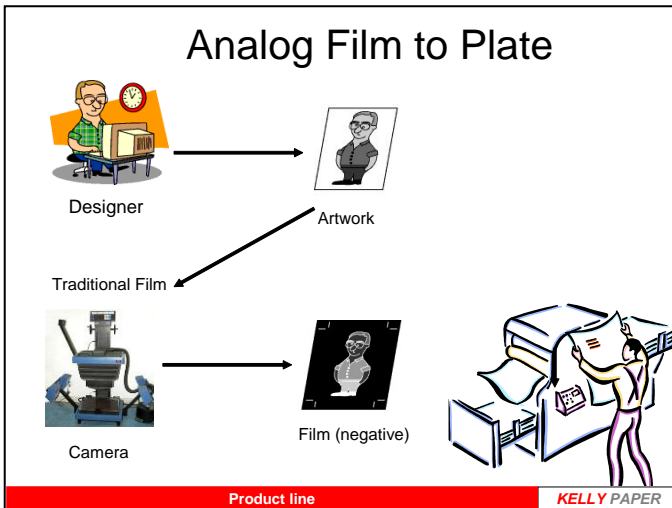 Analog Film to Plate
Designer
Artwork
Traditional Film
Camera
Film (negative)
Product line
KELLY PAPER